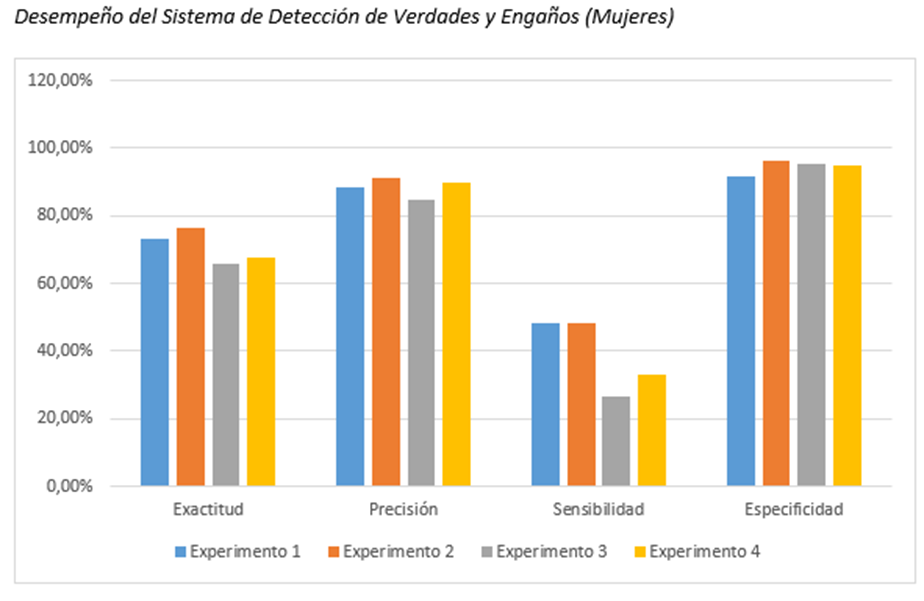 Desempeño del Sistema de Detección de Verdades y Engaños (Mujeres)
120,00%
100,00%
80,00%
60,00%
40,00%
20,00%
0,00%
Exactitud Precisión Sensibilidad Especificidad
Experimento 1 Experimento 2 Experimento 3 Experimento 4